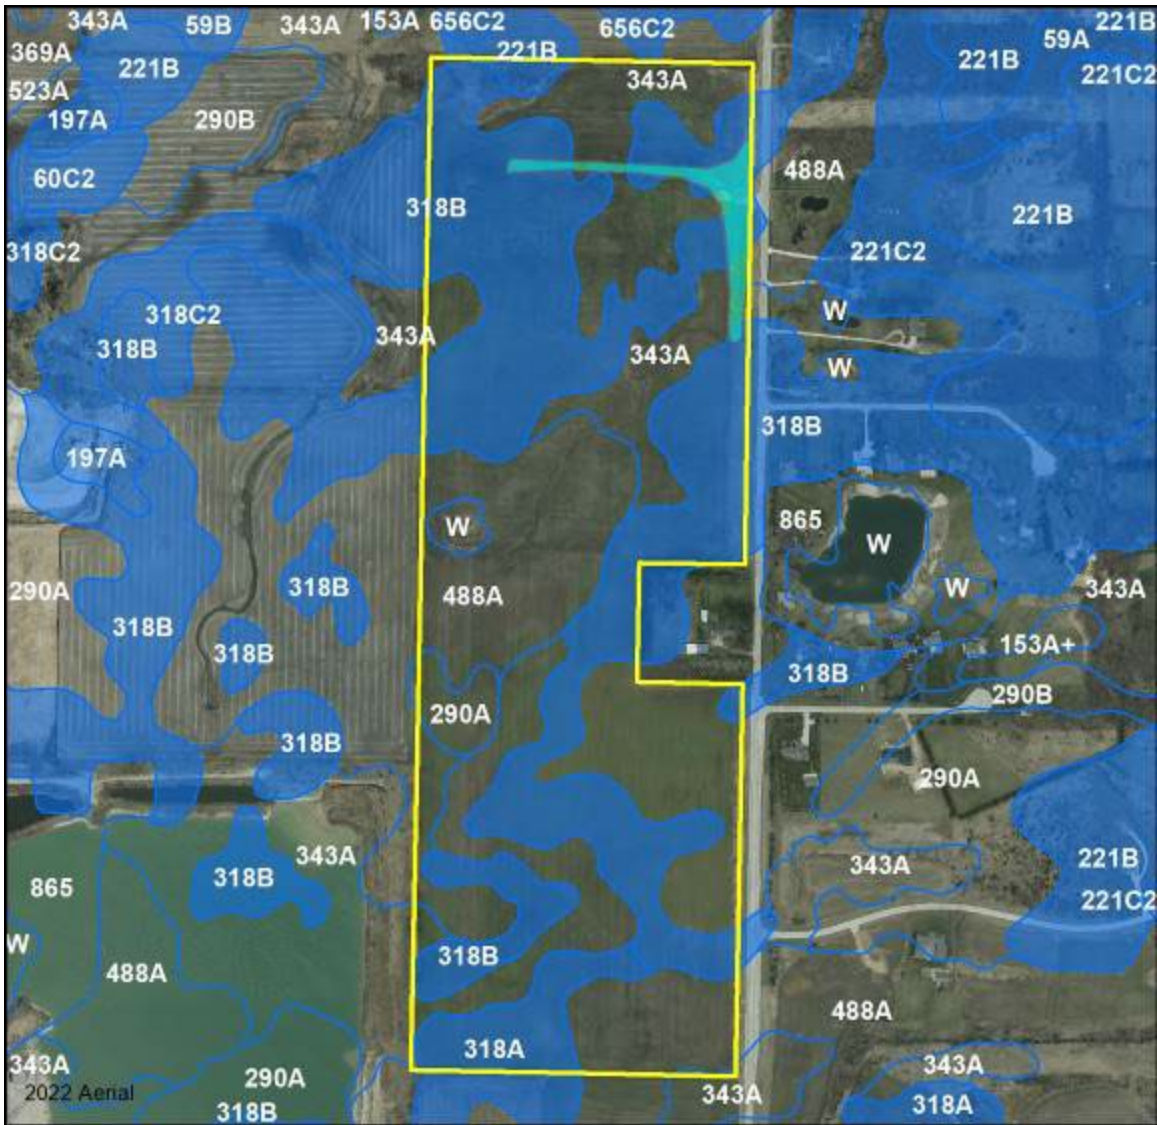 343A 59B 343A 153A 656C2 656C2 221B
369A 221B 221B 221B 59A
523A 343A 221C2
197A 290B
60C2 488A
318B 221B
318C2 221C2
318C2 W
318B 343A 343A W
318B
197A
W 865 W
290A 318B 488A W 343A
318B 318B 153A+
318B
290A 290B
318B
290A
343A 343A 221B
865 318B
221C2
W 318B
488A
488A
318A
343A 290A 343A
2022 Aerial 343A
318B 318A